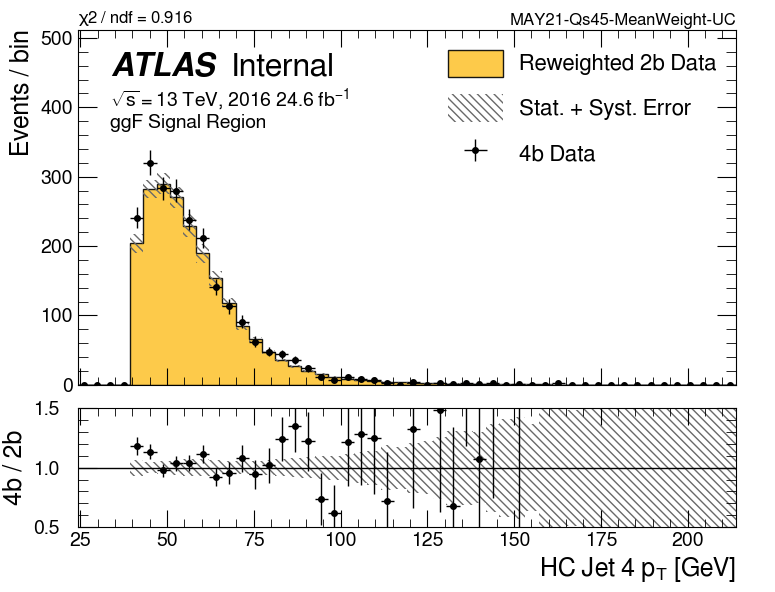 χ2 / ndf = 0.916
MAY21-Qs45-MeanWeight-UC
Events / bin
500
400
300
200
100
0
ATLAS Internal
√s = 13 TeV, 2016 24.6 fb⁻¹
ggF Signal Region
Reweighted 2b Data
Stat. + Syst. Error
4b Data
4b / 2b
1.5
1.0
0.5
25 50 75 100 125 150 175 200
HC Jet 4 p_T [GeV]